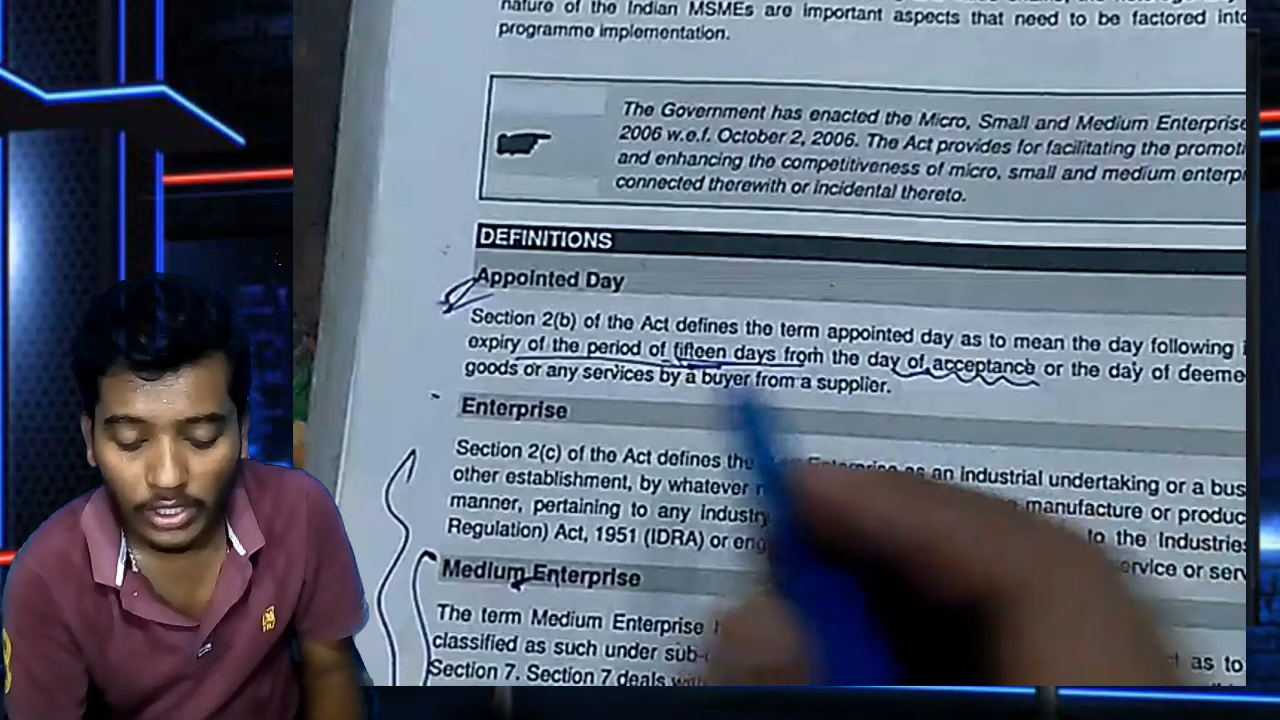 nature of the Indian MSMEs are important aspects that need to be factored into
programme implementation.
The Government has enacted the Micro, Small and Medium Enterprise
2006 w.e.f. October 2, 2006. The Act provides for facilitating the promoti
and enhancing the competitiveness of micro, small and medium enterpr
connected therewith or incidental thereto.
DEFINITIONS
Appointed Day
Section 2(b) of the Act defines the term appointed day as to mean the day following i
expiry of the period of fifteen days from the day of acceptance or the day of deeme
goods or any services by a buyer from a supplier.
Enterprise
Section 2(c) of the Act defines the Enterprise as an industrial undertaking or a bus
other establishment, by whatever manufacture or produc
manner, pertaining to any industry to the Industries
Regulation) Act, 1951 (IDRA) or eng ervice or serv
Medium Enterprise
The term Medium Enterprise
classified as such under sub- as to
Section 7. Section 7 deals with